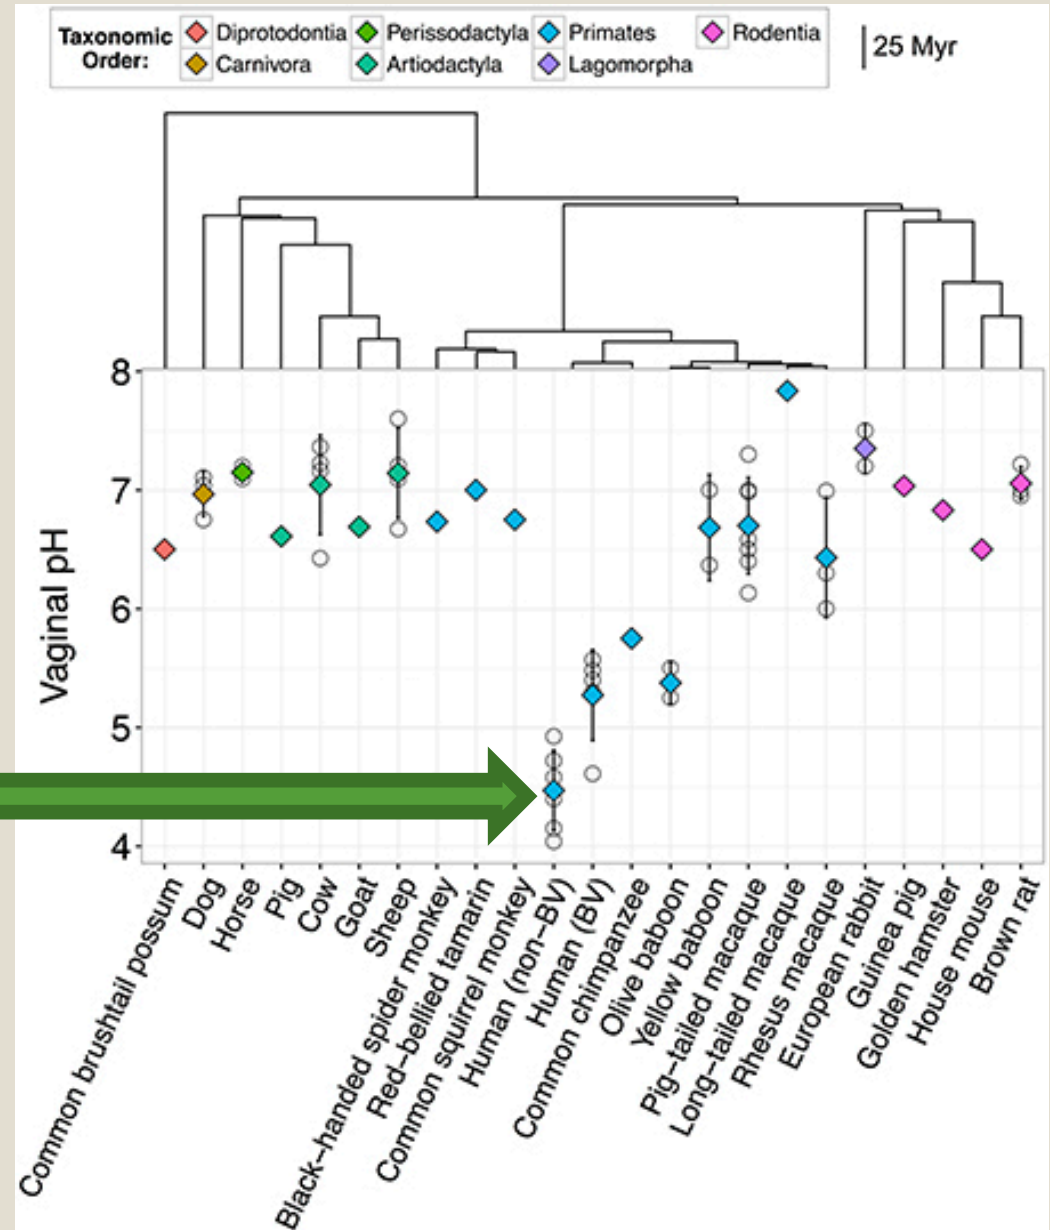 Taxonomic Order:
Diprotodontia
Perissodactyla
Primates
Rodentia
Carnivora
Artiodactyla
Lagomorpha
25 Myr
Vaginal pH
8
7
6
5
4
Common brushtail possum
Dog
Horse
Pig
Cow
Goat
Sheep
Black-handed spider monkey
Red-bellied tamarin
Common squirrel monkey
Human (non-BV)
Human (BV)
Common chimpanzee
Olive baboon
Yellow baboon
Pig-tailed macaque
Long-tailed macaque
Rhesus macaque
European rabbit
Guinea pig
Golden hamster
House mouse
Brown rat